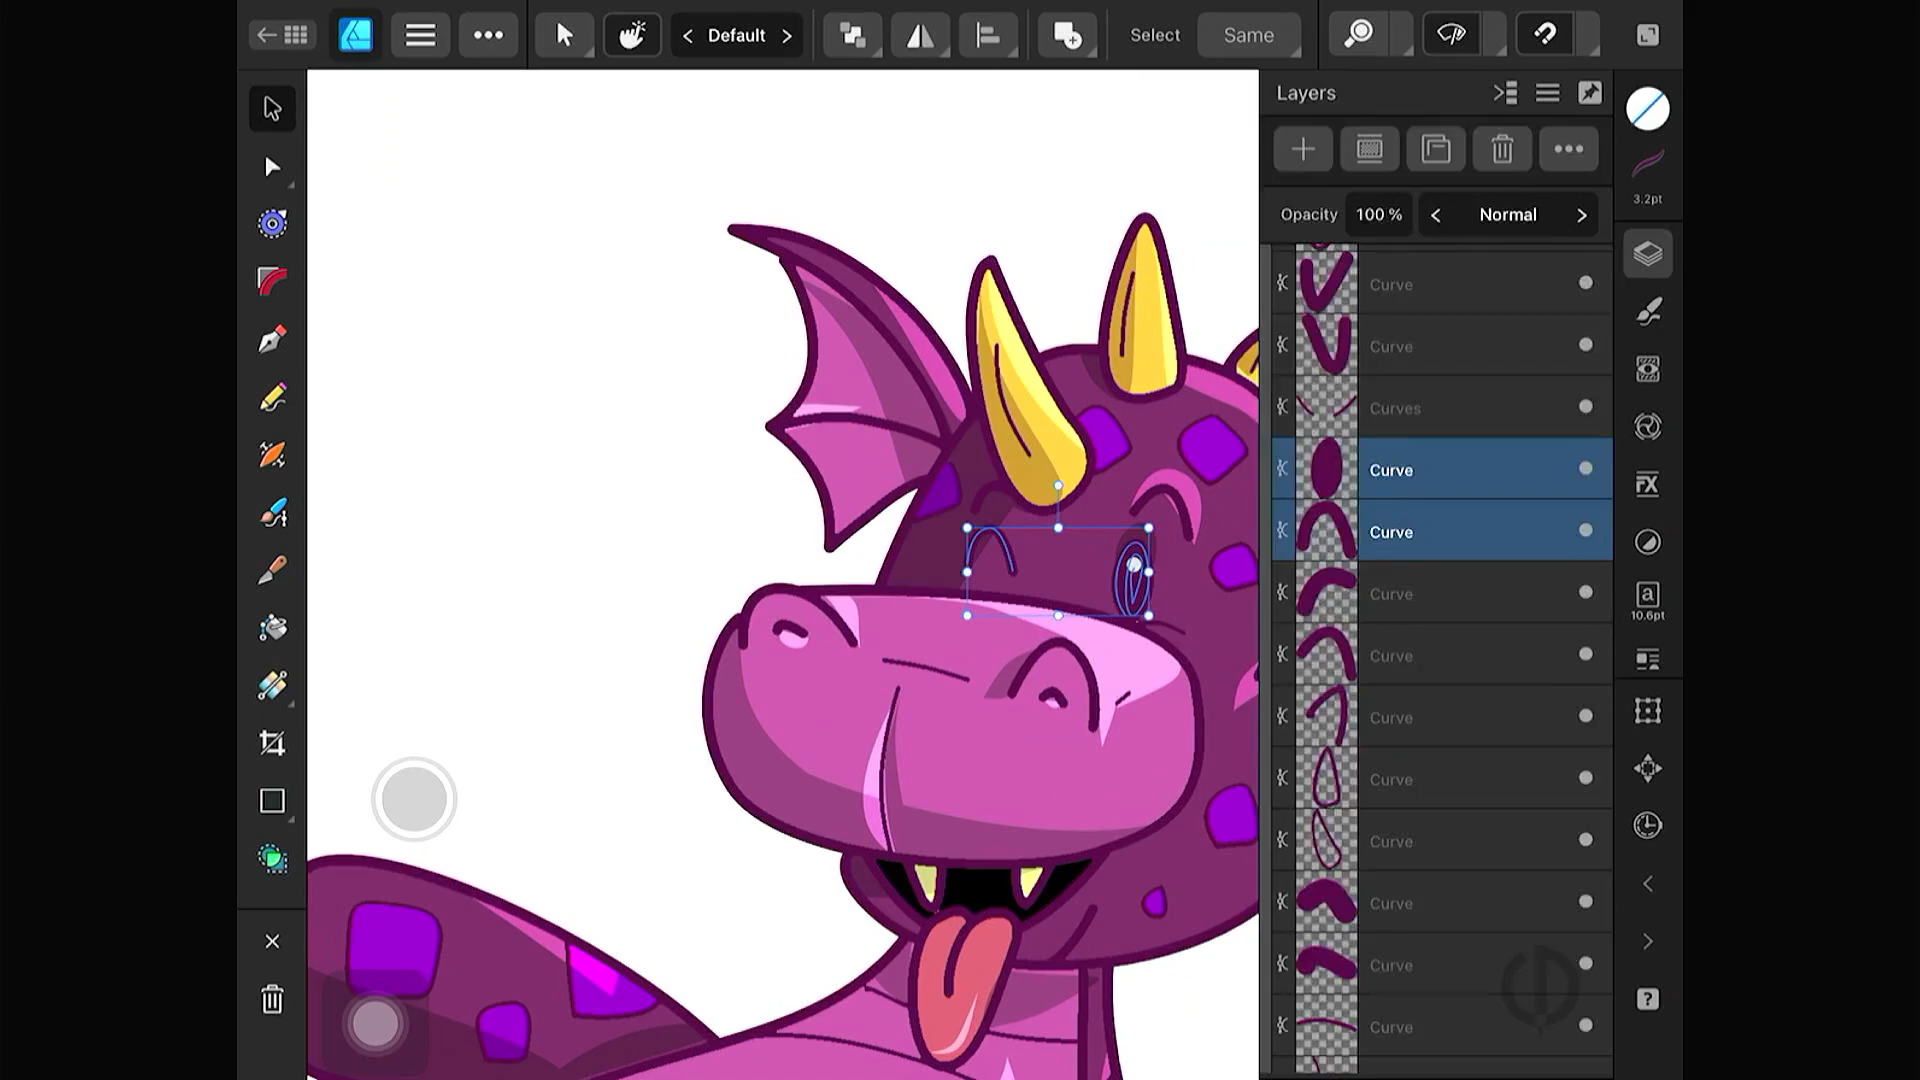 Default
Select
Same
Layers
Opacity
100 %
Normal
3.2pt
Curve
Curve
Curves
Curve
Curve
Curve
Curve
Curve
Curve
Curve
Curve
Curve
Curve
FX
a
10.6pt
?